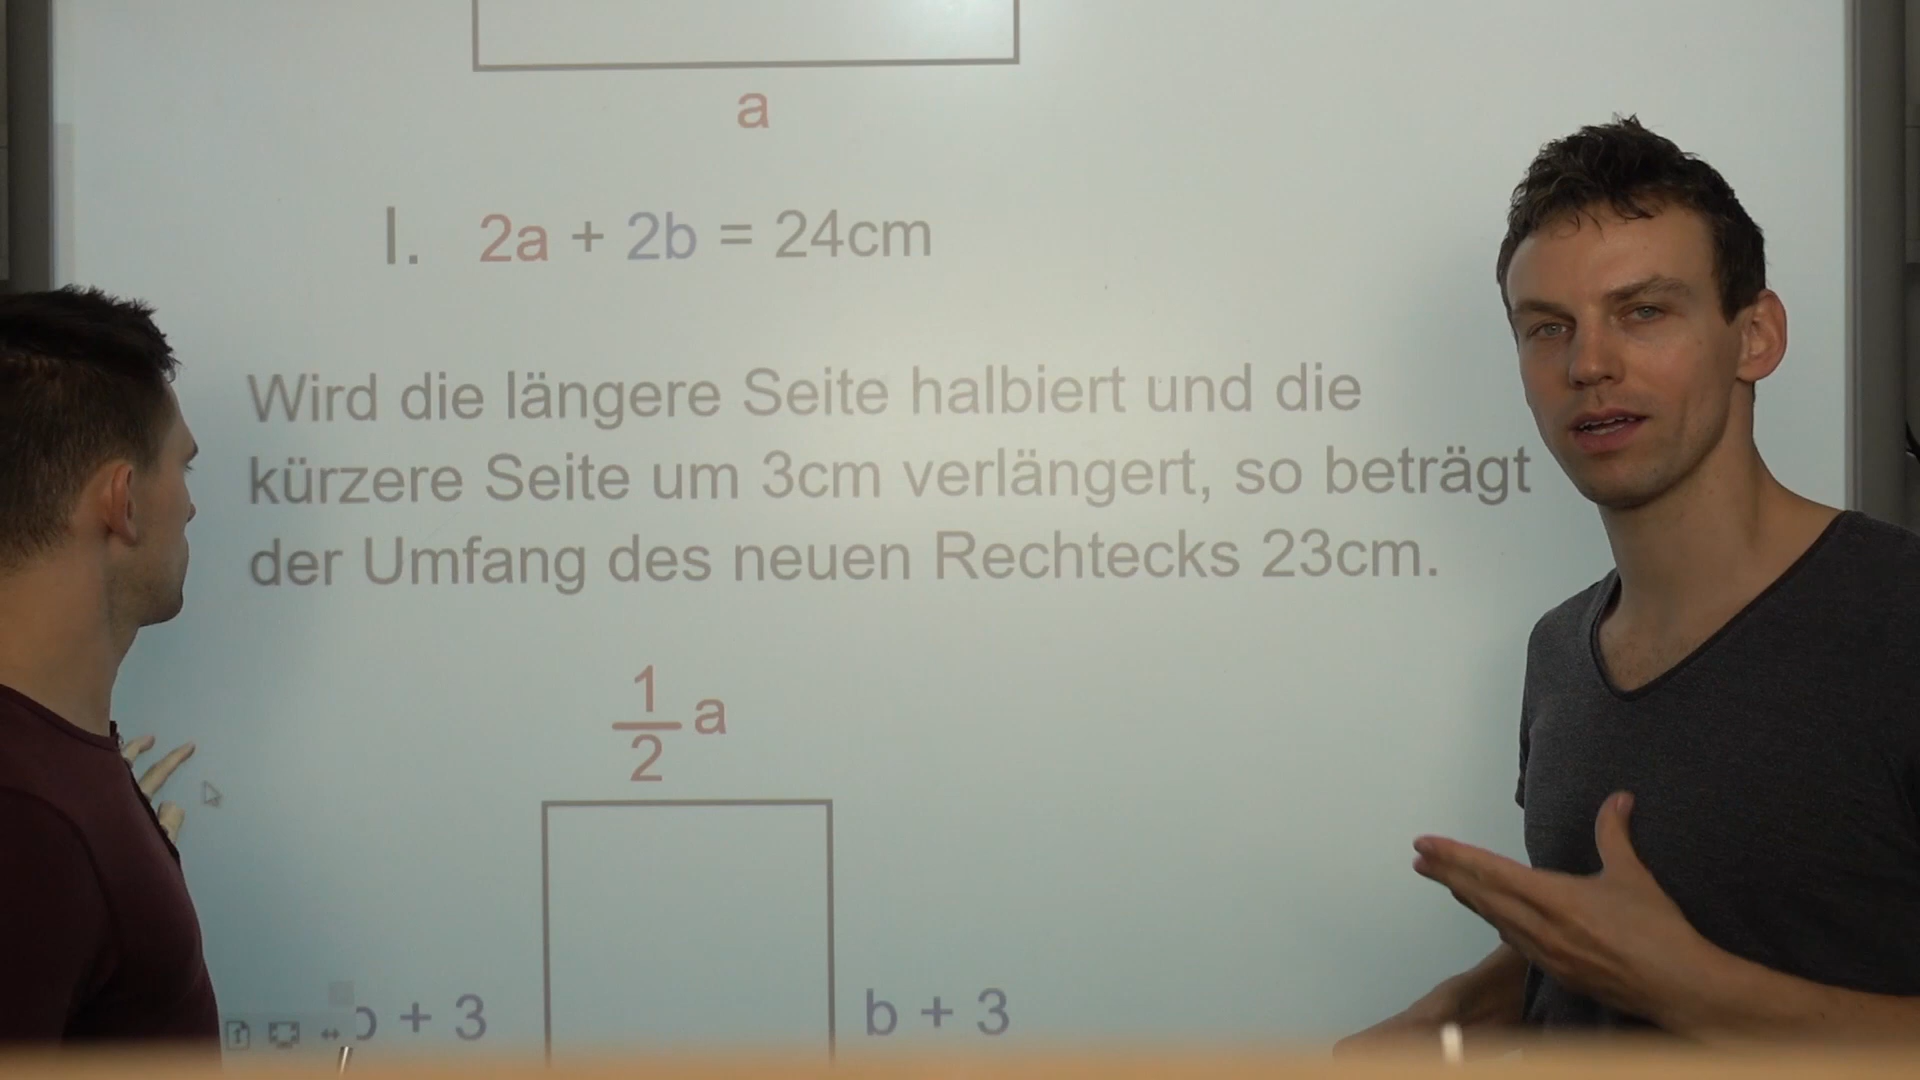 a
I. 2a + 2b = 24cm
Wird die längere Seite halbiert und die
kürzere Seite um 3cm verlängert, so beträgt
der Umfang des neuen Rechtecks 23cm.
1
2 a
b + 3 b + 3